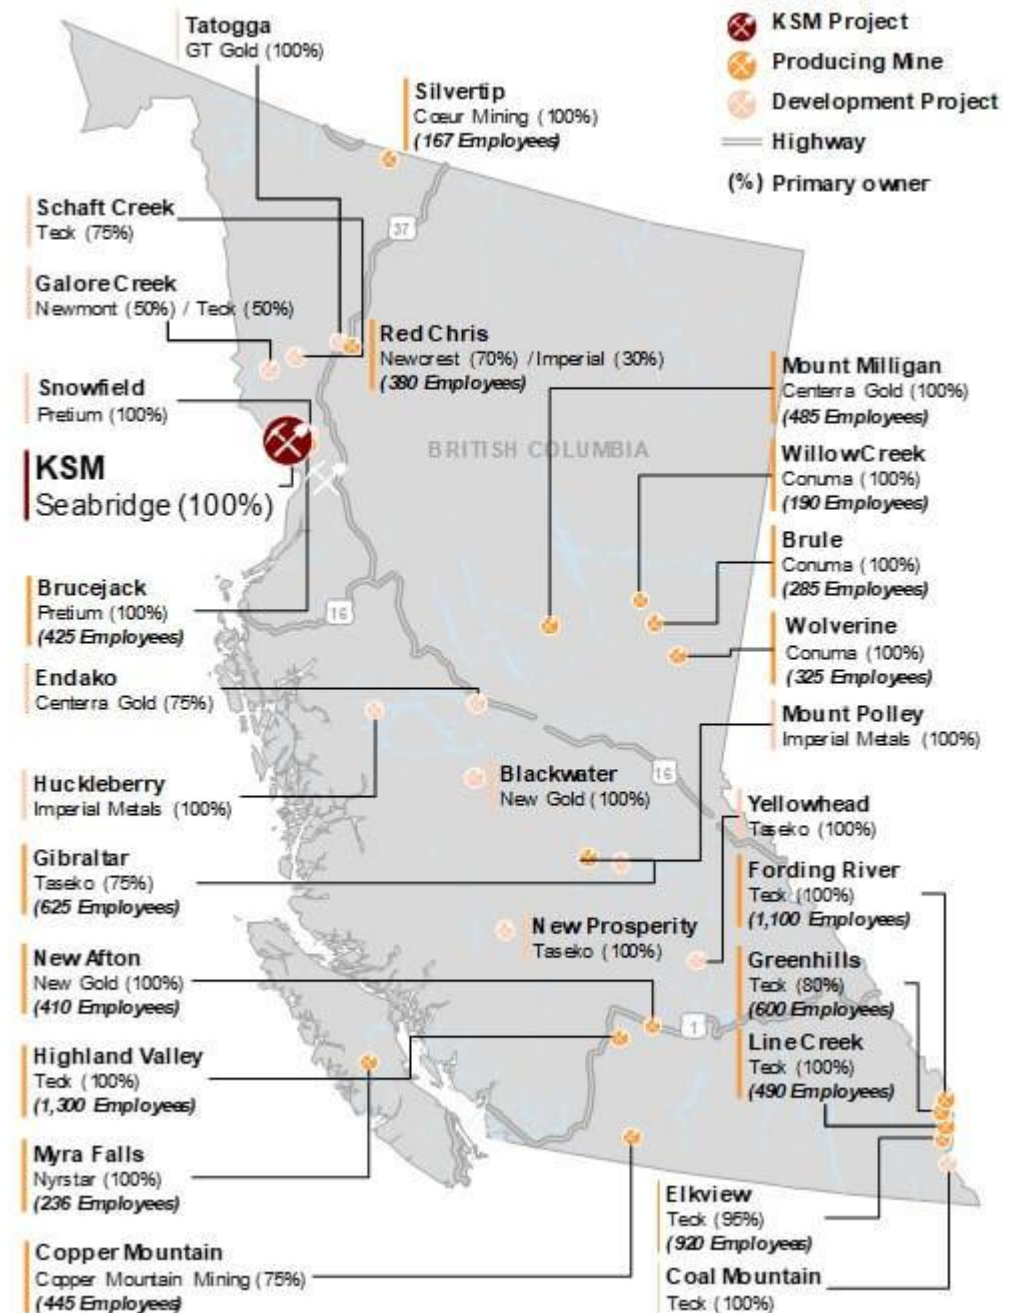 Tatogga
GT Gold (100%)
KSM Project
Producing Mine
Development Project
Highway
(%) Primary owner
Silvertip
Coeur Mining (100%)
(167 Employees)
Schaft Creek
Teck (75%)
37
Galore Creek
Newmont (50%) / Teck (50%)
Red Chris
Newcrest (70%) / Imperial (30%)
(380 Employees)
Snowfield
Pretium (100%)
Mount Milligan
Centerra Gold (100%)
(485 Employees)
BRITISH COLUMBIA
KSM
Seabridge (100%)
Willow Creek
Conuma (100%)
(190 Employees)
Brule
Conuma (100%)
(285 Employees)
Brucejack
Pretium (100%)
(425 Employees)
16
Wolverine
Conuma (100%)
(325 Employees)
Endako
Centerra Gold (75%)
Mount Polley
Imperial Metals (100%)
Huckleberry
Imperial Metals (100%)
Blackwater
New Gold (100%)
16
Yellowhead
Taseko (100%)
Gibraltar
Taseko (75%)
(625 Employees)
Fording River
Teck (100%)
(1,100 Employees)
New Prosperity
Taseko (100%)
New Afton
New Gold (100%)
(410 Employees)
Greenhills
Teck (80%)
(600 Employees)
1
Highland Valley
Teck (100%)
(1,300 Employees)
Line Creek
Teck (100%)
(490 Employees)
Myra Falls
Nyrstar (100%)
(236 Employees)
Elkview
Teck (95%)
(920 Employees)
Copper Mountain
Copper Mountain Mining (75%)
(445 Employees)
Coal Mountain
Teck (100%)